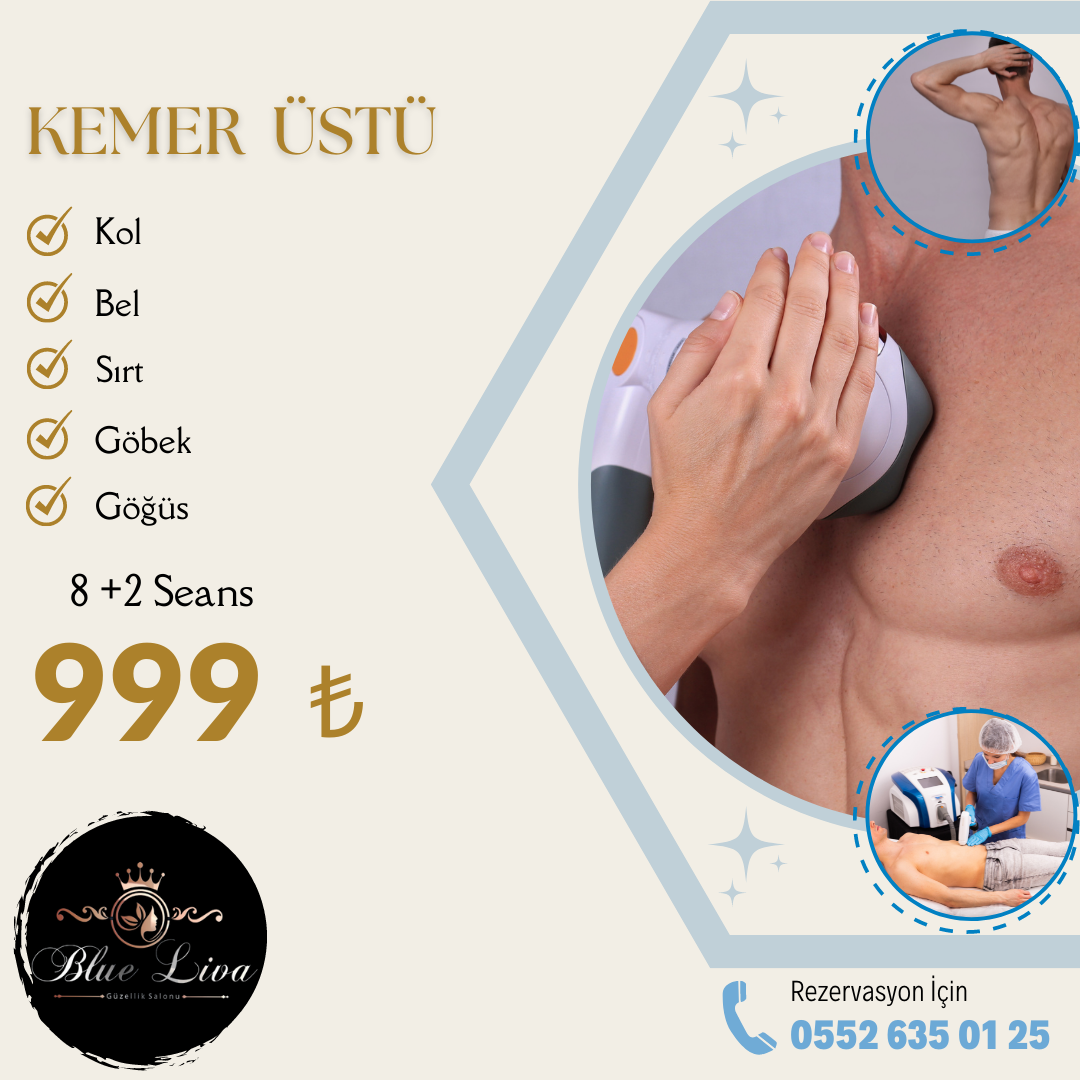 KEMER ÜSTÜ
Kol
Bel
Sırt
Göbek
Göğüs
8 +2 Seans
999 ₺
Blue Liva
Güzellik Salonu
Rezervasyon İçin
0552 635 01 25